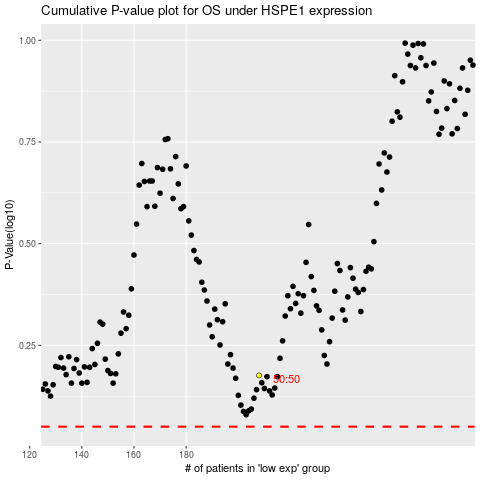 Cumulative P-value plot for OS under HSPE1 expression
P-Value(log10)
1.00
0.75
0.50
0.25
50:50
120 140 160 180
# of patients in 'low exp' group